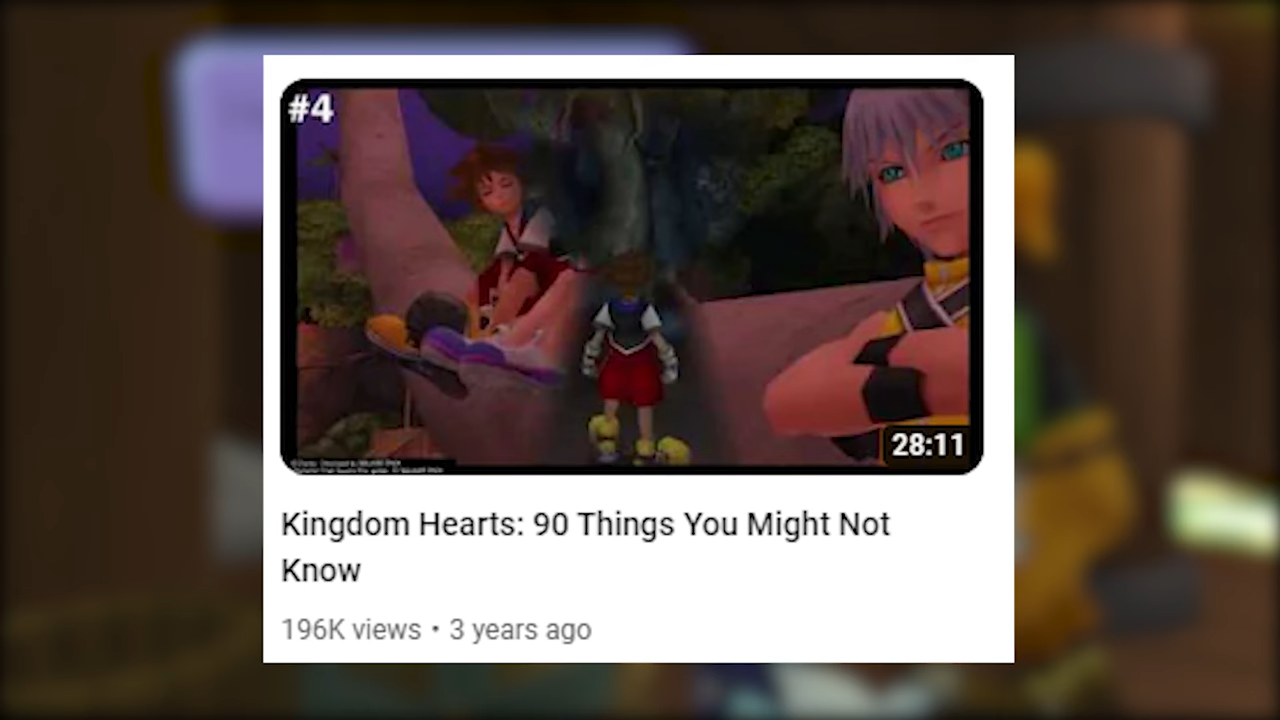 #4
28:11
Kingdom Hearts: 90 Things You Might Not
Know
196K views • 3 years ago